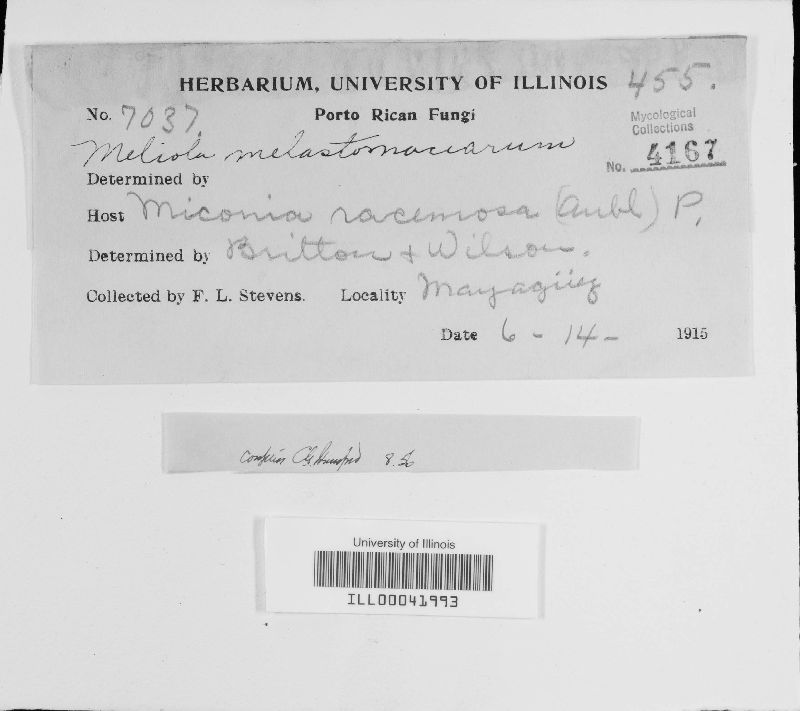 HERBARIUM, UNIVERSITY OF ILLINOIS 455.
No. 7037. Porto Rican Fungi
Mycological
Collections
No. 4167
Meliola melastomacearum
Determined by
Host Miconia racemosa (Aubl) P.
Determined by Britton & Wilson.
Collected by F. L. Stevens. Locality Mayagüez
Date 6-14- 1915
University of Illinois
ILL00041993